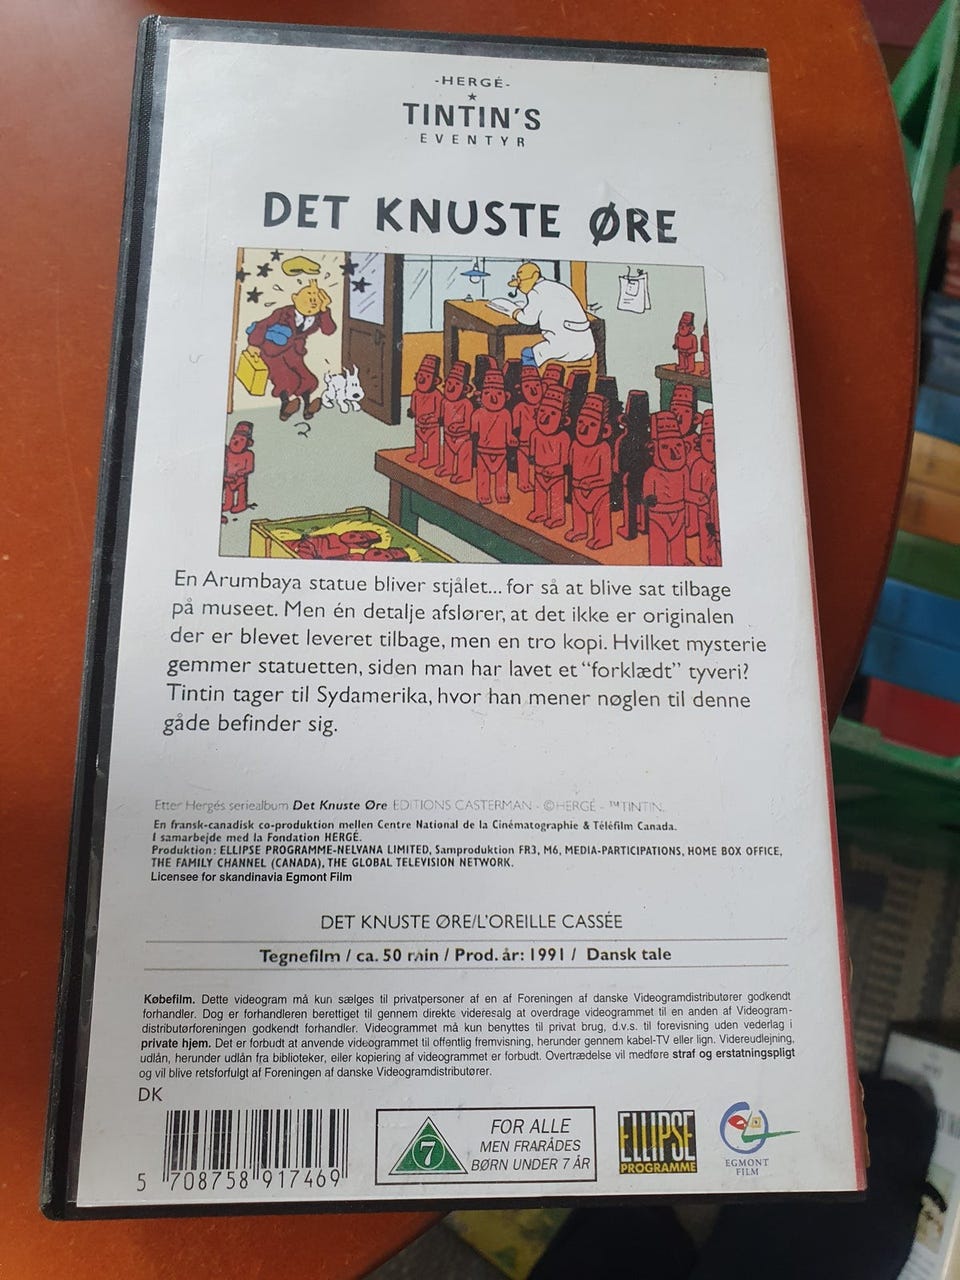 -HERGÉ-
TINTIN'S
EVENTYR
DET KNUSTE ØRE
En Arumbaya statue bliver stjålet... for så at blive sat tilbage
på museet. Men én detalje afslører, at det ikke er originalen
der er blevet leveret tilbage, men en tro kopi. Hvilket mysterie
gemmer statuetten, siden man har lavet et "forklædt" tyveri?
Tintin tager til Sydamerika, hvor han mener nøglen til denne
gåde befinder sig.
Etter Hergés seriealbum Det Knuste Øre EDITIONS CASTERMAN - ©HERGÉ - ™TINTIN.
En fransk-canadisk co-produktion mellen Centre National de la Cinématographie & Téléfilm Canada.
I samarbejde med la Fondation HERGÉ.
Produktion: ELLIPSE PROGRAMME-NELVANA LIMITED, Samproduktion FR3, M6, MEDIA-PARTICIPATIONS, HOME BOX OFFICE,
THE FAMILY CHANNEL (CANADA), THE GLOBAL TELEVISION NETWORK.
Licensee for skandinavia Egmont Film
DET KNUSTE ØRE/L'OREILLE CASSÉE
Tegnefilm / ca. 50 min / Prod. år: 1991 / Dansk tale
Købefilm. Dette videogram må kun sælges til privatpersoner af en af Foreningen af danske Videogramdistributører godkendt
forhandler. Dog er forhandleren berettiget til gennem direkte videresalg at overdrage videogrammet til en anden af Videogram-
distributørforeningen godkendt forhandler. Videogrammet må kun benyttes til privat brug, d.v.s. til forevisning uden vederlag i
private hjem. Det er forbudt at anvende videogrammet til offentlig fremvisning, herunder gennem kabel-TV eller lign. Videreudlejning,
udlån, herunder udlån fra biblioteker, eller kopiering af videogrammet er forbudt. Overtrædelse vil medføre straf og erstatningspligt
og vil blive retsforfulgt af Foreningen af danske Videogramdistributører.
DK
5 708758 917469
7
FOR ALLE
MEN FRARÅDES
BØRN UNDER 7 ÅR
ELLIPSE
PROGRAMME
EGMONT
FILM